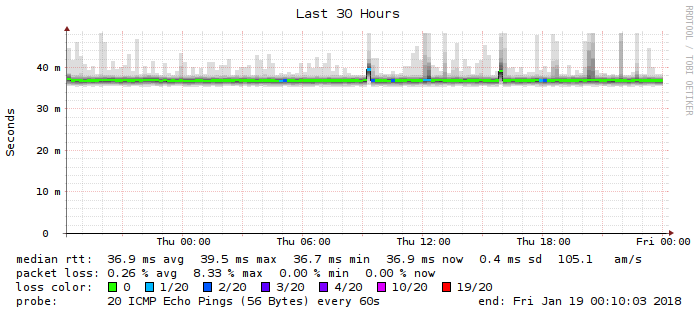 Last 30 Hours
RRDTOOL / TOBI OETIKER
Seconds
40 m
30 m
20 m
10 m
0
Thu 00:00 Thu 06:00 Thu 12:00 Thu 18:00 Fri 00:00
median rtt: 36.9 ms avg 39.5 ms max 36.7 ms min 36.9 ms now 0.4 ms sd 105.1 am/s
packet loss: 0.26 % avg 8.33 % max 0.00 % min 0.00 % now
loss color: 0 1/20 2/20 3/20 4/20 10/20 19/20
probe: 20 ICMP Echo Pings (56 Bytes) every 60s end: Fri Jan 19 00:10:03 2018